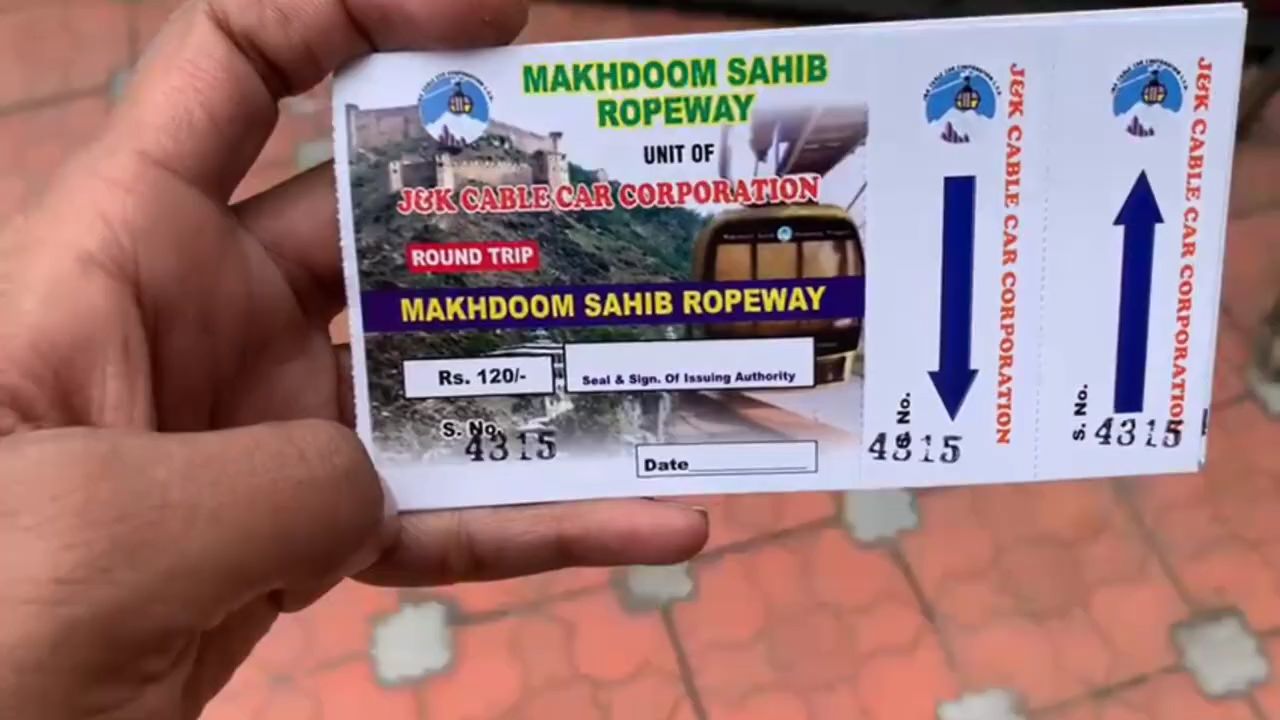 MAKHDOOM SAHIB
ROPEWAY
UNIT OF
J&K CABLE CAR CORPORATION
ROUND TRIP
MAKHDOOM SAHIB ROPEWAY
Rs. 120/-
Seal & Sign. Of Issuing Authority
S. No.
4315
Date
J&K CABLE CAR CORPORATION
S. No.
4315
J&K CABLE CAR CORPORATION
S. No.
4315